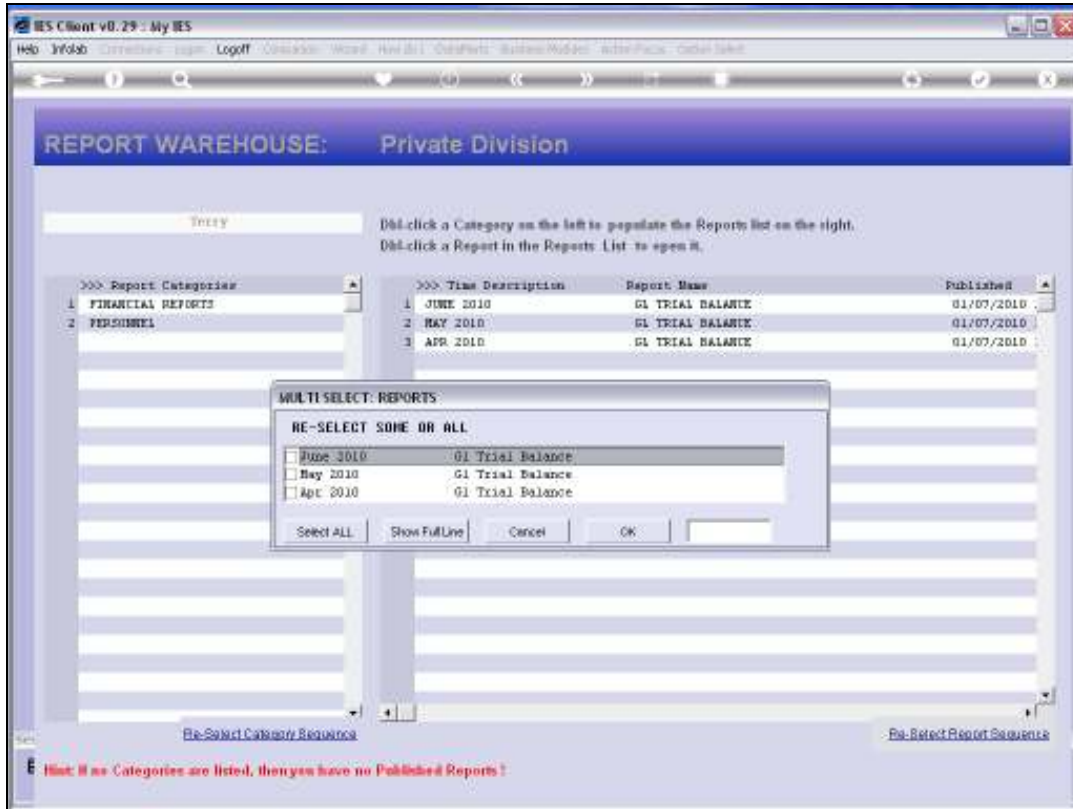 IES Client v0.29 : My IES
Help Infolab Logoff
REPORT WAREHOUSE: Private Division
Terry
Dbl-click a Category on the left to populate the Reports list on the right.
Dbl-click a Report in the Reports List to open it.
>>> Report Categories
1 FINANCIAL REPORTS
2 PERSONNEL
>>> Time Description Report Name Published
1 JUNE 2010 GL TRIAL BALANCE 01/07/2010
2 MAY 2010 GL TRIAL BALANCE 01/07/2010
3 APR 2010 GL TRIAL BALANCE 01/07/2010
MULTI SELECT: REPORTS
RE-SELECT SOME OR ALL
June 2010 Gl Trial Balance
May 2010 Gl Trial Balance
Apr 2010 Gl Trial Balance
Select ALL Show Full Line Cancel OK
Re-Select Category Sequence Re-Select Report Sequence
Hint: If no Categories are listed, then you have no Published Reports !